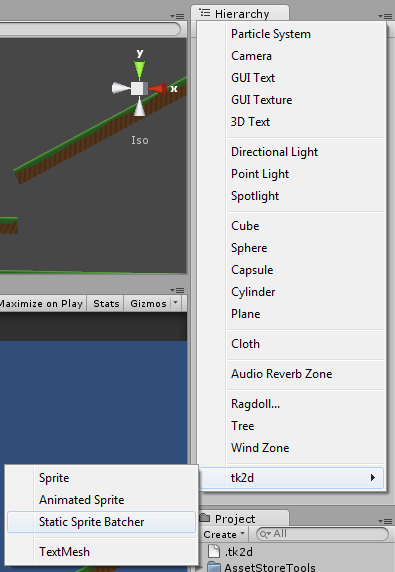 Hierarchy
y
x
Iso
Particle System
Camera
GUI Text
GUI Texture
3D Text
Directional Light
Point Light
Spotlight
Cube
Sphere
Capsule
Cylinder
Plane
Cloth
Audio Reverb Zone
Ragdoll...
Tree
Wind Zone
tk2d
Maximize on Play Stats Gizmos
Sprite
Animated Sprite
Static Sprite Batcher
TextMesh
Project
Create All
.tk2d
AssetStoreTools